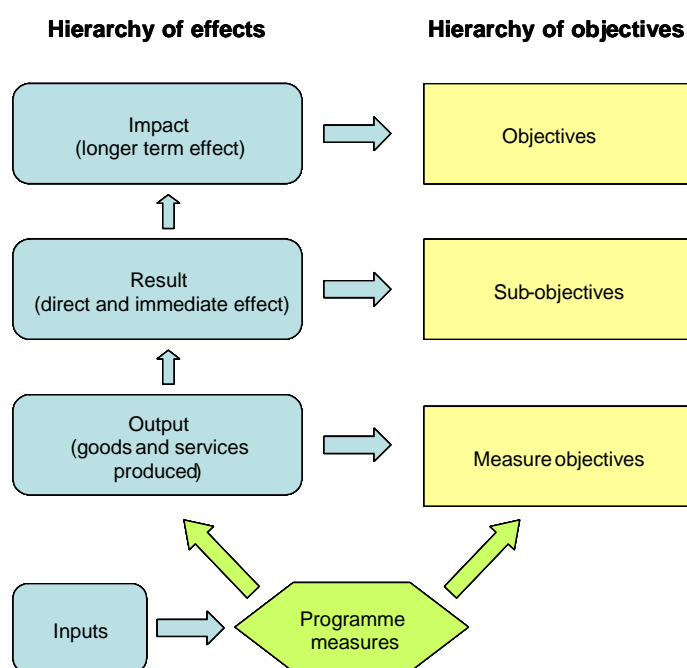 Hierarchy of effects
Hierarchy of objectives
Impact
(longer term effect)
Objectives
Result
(direct and immediate effect)
Sub-objectives
Output
(goods and services
produced)
Measure objectives
Inputs
Programme
measures